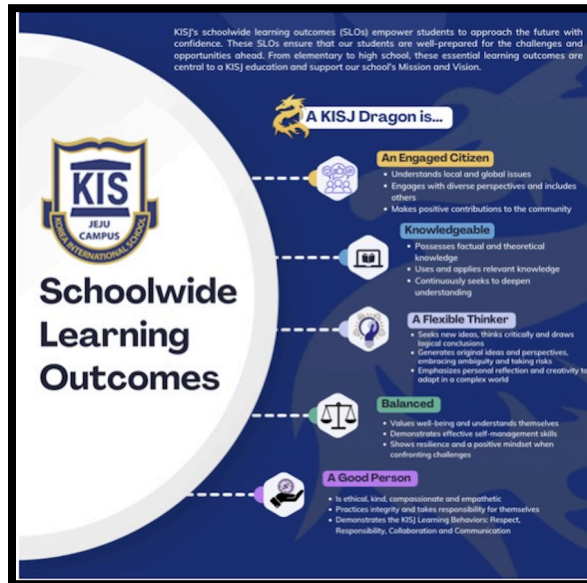 KISJ's schoolwide learning outcomes (SLOs) empower students to approach the future with
confidence. These SLOs ensure that our students are well-prepared for the challenges and
opportunities ahead. From elementary to high school, these essential learning outcomes are
central to a KISJ education and support our school's Mission and Vision.
A KISJ Dragon is...
KIS
JEJU
CAMPUS
KOREA INTERNATIONAL SCHOOL
Schoolwide
Learning
Outcomes
An Engaged Citizen
• Understands local and global issues
• Engages with diverse perspectives and includes
others
• Makes positive contributions to the community
Knowledgeable
• Possesses factual and theoretical
knowledge
• Uses and applies relevant knowledge
• Continuously seeks to deepen
understanding
A Flexible Thinker
• Seeks new ideas, thinks critically and draws
logical conclusions
• Generates original ideas and perspectives,
embracing ambiguity and taking risks
• Emphasizes personal reflection and creativity to
adapt in a complex world
Balanced
• Values well-being and understands themselves
• Demonstrates effective self-management skills
• Shows resilience and a positive mindset when
confronting challenges
A Good Person
• Is ethical, kind, compassionate and empathetic
• Practices integrity and takes responsibility for themselves
• Demonstrates the KISJ Learning Behaviors: Respect,
Responsibility, Collaboration and Communication